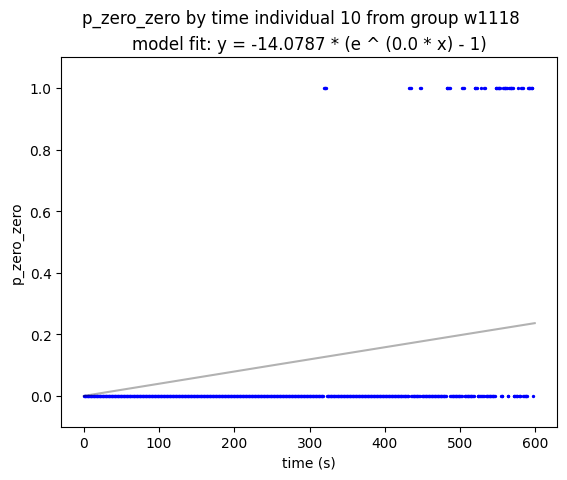 p_zero_zero by time individual 10 from group w1118
model fit: y = -14.0787 * (e ^ (0.0 * x) - 1)
1.0
0.8
0.6
0.4
0.2
0.0
p_zero_zero
0 100 200 300 400 500 600
time (s)